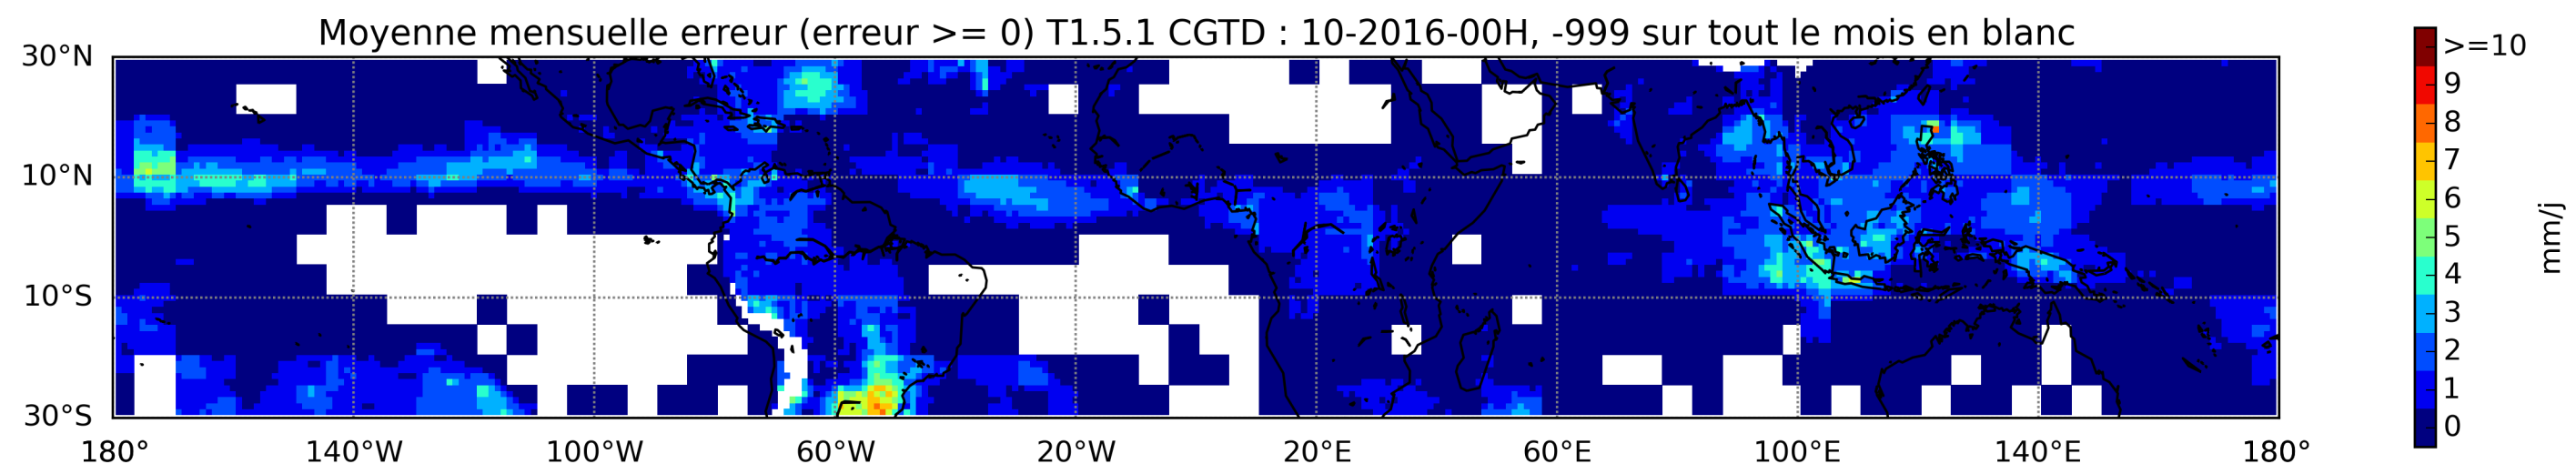 Moyenne mensuelle erreur (erreur >= 0) T1.5.1 CGTD : 10-2016-00H, -999 sur tout le mois en blanc
30°N
10°N
10°S
30°S
180° 140°W 100°W 60°W 20°W 20°E 60°E 100°E 140°E 180°
>=10
9
8
7
6
5
4
3
2
1
0
mm/j